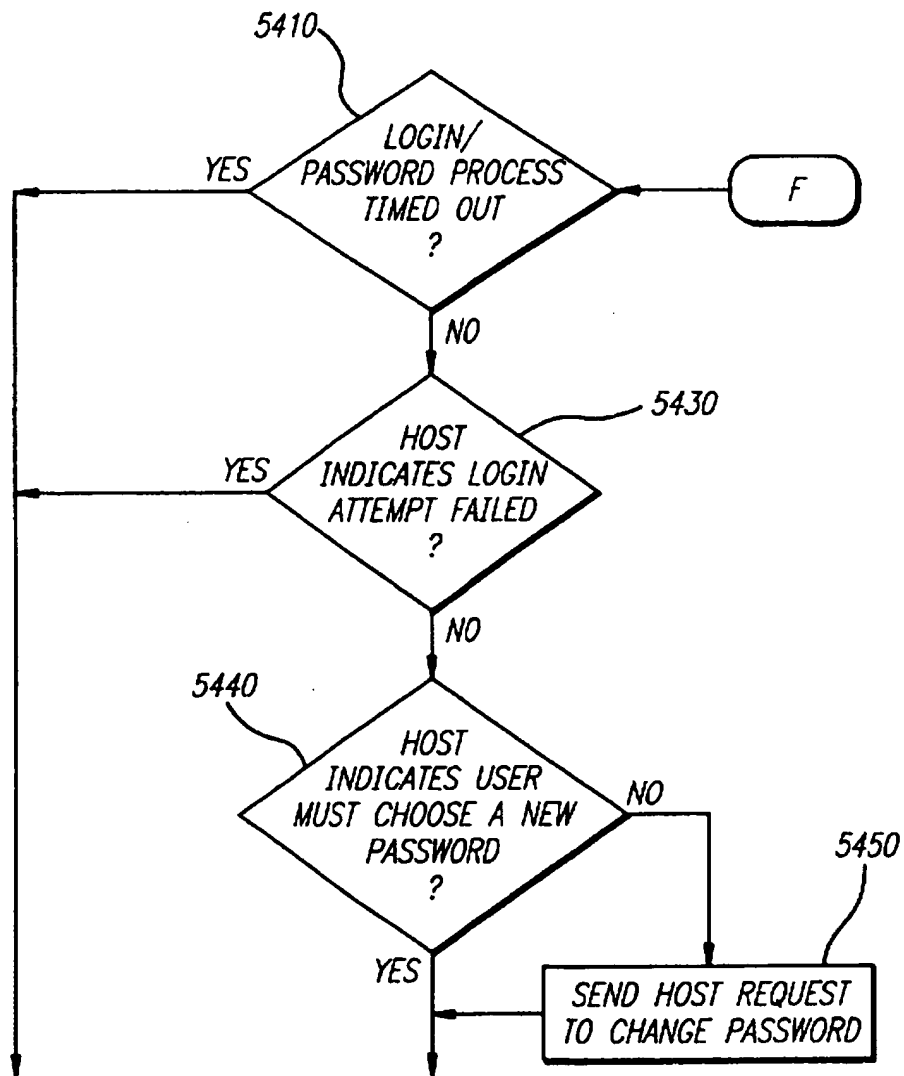 5410
LOGIN/
PASSWORD PROCESS
TIMED OUT
?
YES
F
NO
5430
HOST
INDICATES LOGIN
ATTEMPT FAILED
?
YES
NO
5440
HOST
INDICATES USER
MUST CHOOSE A NEW
PASSWORD
?
NO
5450
YES
SEND HOST REQUEST
TO CHANGE PASSWORD